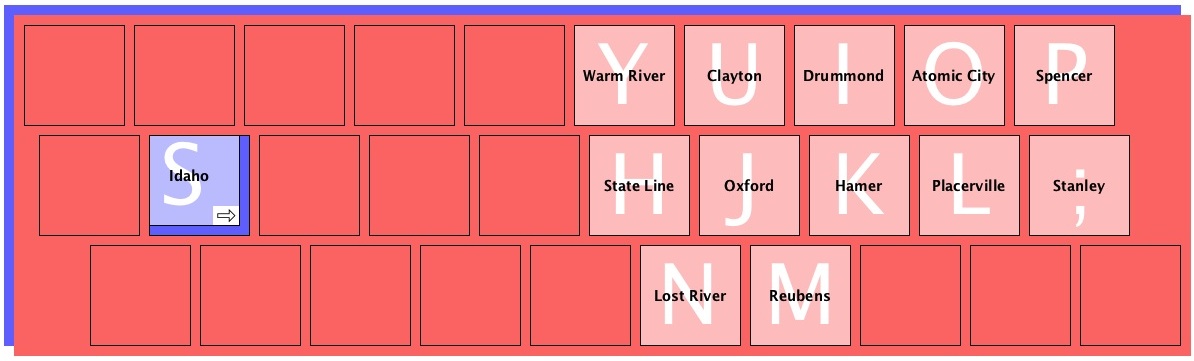 Y U I O P
Warm River Clayton Drummond Atomic City Spencer
S H J K L ;
Idaho State Line Oxford Hamer Placerville Stanley
N M
Lost River Reubens